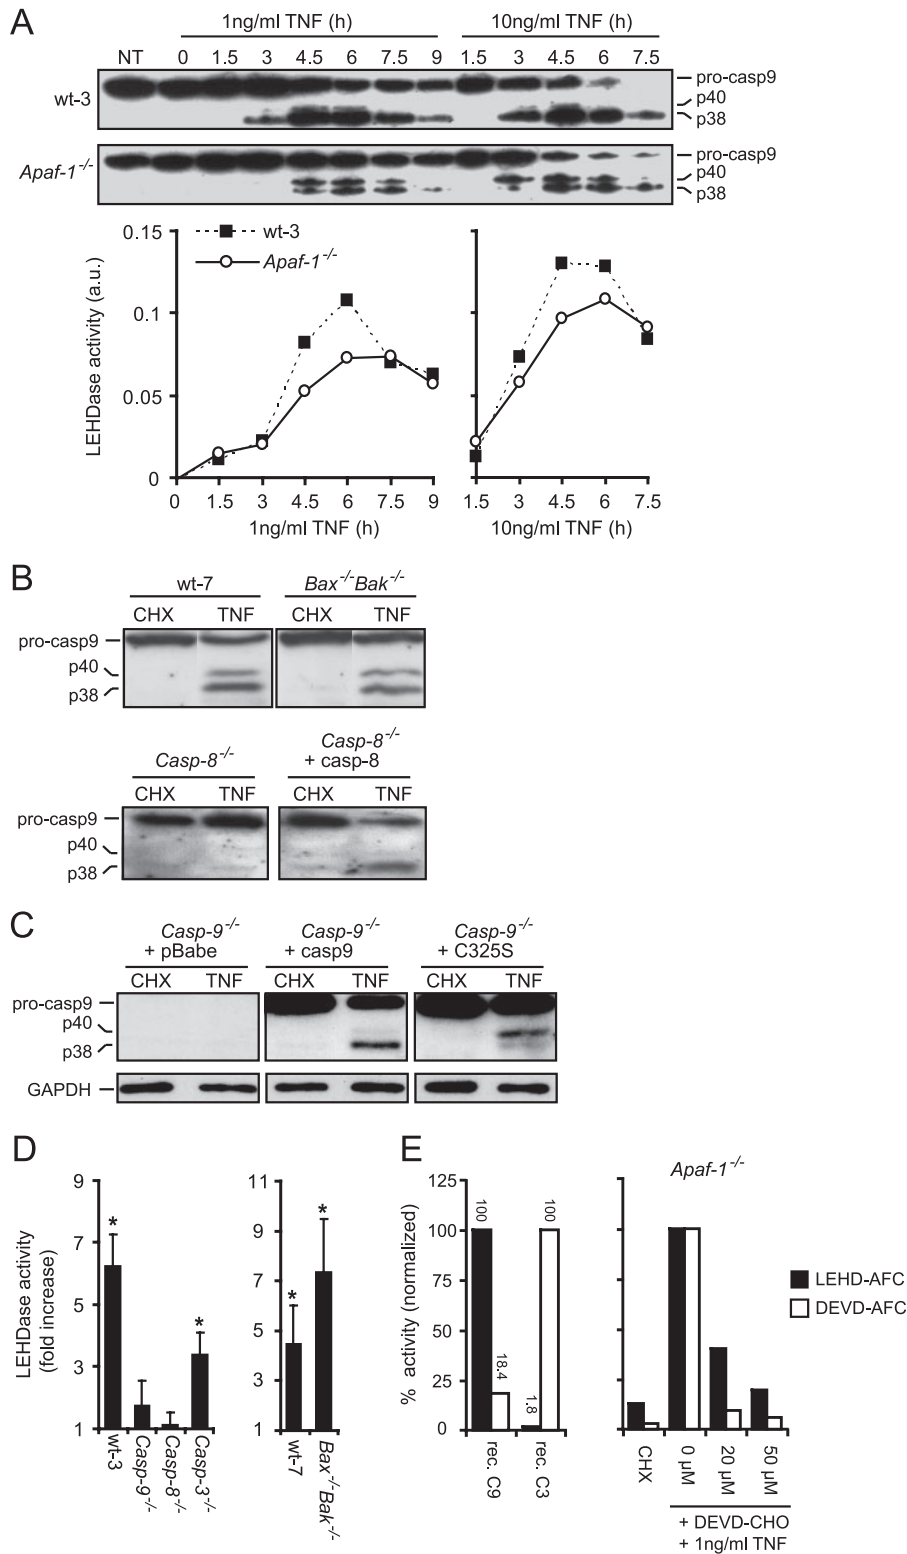 A
1ng/ml TNF (h) 10ng/ml TNF (h)
NT 0 1.5 3 4.5 6 7.5 9 1.5 3 4.5 6 7.5
wt-3
pro-casp9
p40
p38
Apaf-1-/-
pro-casp9
p40
p38
0.15
0.1
0.05
0
LEHDase activity (a.u.)
wt-3
Apaf-1-/-
0 1.5 3 4.5 6 7.5 9
1ng/ml TNF (h)
1.5 3 4.5 6 7.5
10ng/ml TNF (h)
B
wt-7 Bax-/-Bak-/-
CHX TNF CHX TNF
pro-casp9
p40
p38
Casp-8-/-
Casp-8-/-
+ casp-8
CHX TNF CHX TNF
pro-casp9
p40
p38
C
Casp-9-/-
+ pBabe
Casp-9-/-
+ casp9
Casp-9-/-
+ C325S
CHX TNF CHX TNF CHX TNF
pro-casp9
p40
p38
GAPDH
D
LEHDase activity
(fold increase)
9
7
5
3
1
* *
wt-3
Casp-9-/-
Casp-8-/-
Casp-3-/-
11
9
7
5
3
1
* *
wt-7
Bax-/-Bak-/-
E
% activity (normalized)
125
100
75
50
25
0
100
18.4
1.8
100
rec. C9
rec. C3
Apaf-1-/-
CHX
0 µM
20 µM
50 µM
+ DEVD-CHO
+ 1ng/ml TNF
LEHD-AFC
DEVD-AFC